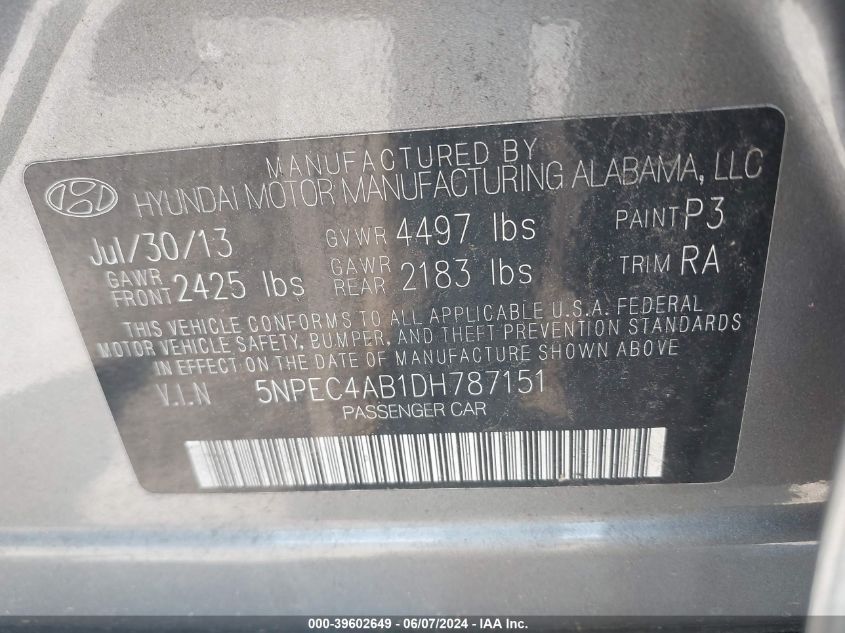 MANUFACTURED BY
HYUNDAI MOTOR MANUFACTURING ALABAMA, LLC
Jul/30/13 GVWR 4497 lbs PAINT P3
GAWR FRONT 2425 lbs GAWR REAR 2183 lbs TRIM RA
THIS VEHICLE CONFORMS TO ALL APPLICABLE U.S.A. FEDERAL
MOTOR VEHICLE SAFETY, BUMPER, AND THEFT PREVENTION STANDARDS
IN EFFECT ON THE DATE OF MANUFACTURE SHOWN ABOVE
V.I.N 5NPEC4AB1DH787151
PASSENGER CAR
000-39602649 - 06/07/2024 - IAA Inc.